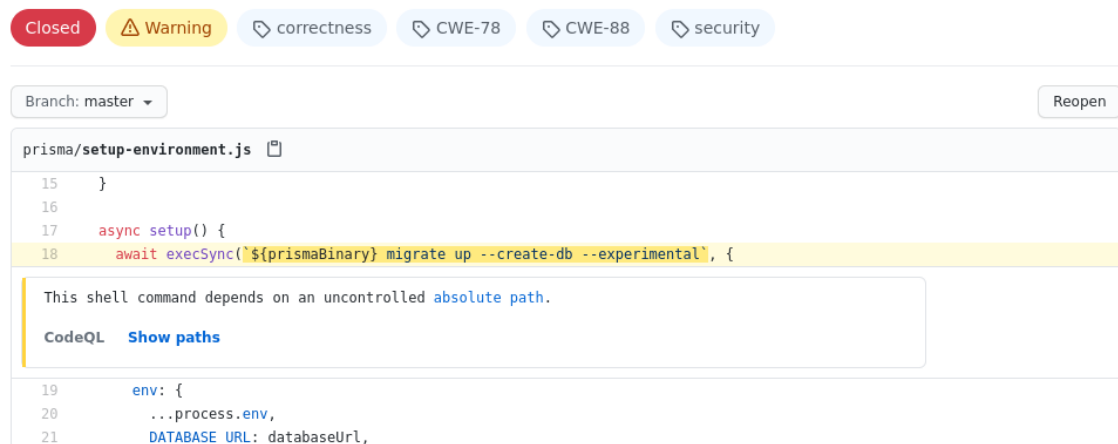 Closed Warning correctness CWE-78 CWE-88 security
Branch: master Reopen
prisma/setup-environment.js
15 }
16
17 async setup() {
18 await execSync(`${prismaBinary} migrate up --create-db --experimental`, {
This shell command depends on an uncontrolled absolute path.
CodeQL Show paths
19 env: {
20 ...process.env,
21 DATABASE_URL: databaseUrl,